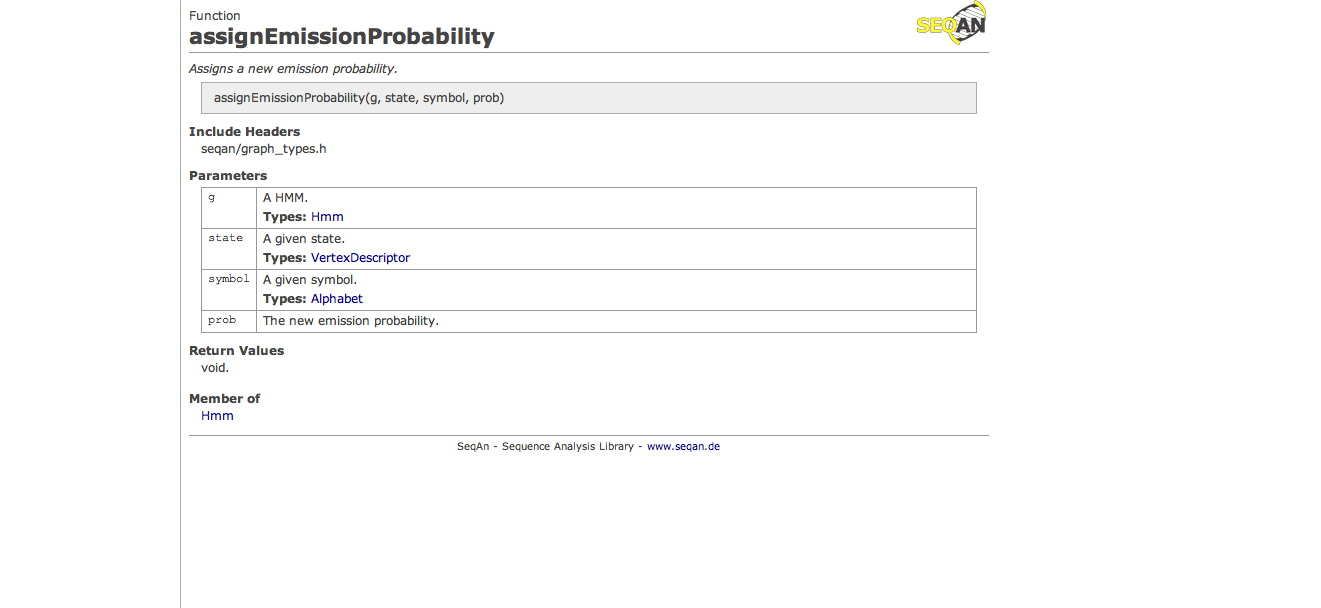 Function
SEQAN
assignEmissionProbability
Assigns a new emission probability.
assignEmissionProbability(g, state, symbol, prob)
Include Headers
seqan/graph_types.h
Parameters
g A HMM.
Types: Hmm
state A given state.
Types: VertexDescriptor
symbol A given symbol.
Types: Alphabet
prob The new emission probability.
Return Values
void.
Member of
Hmm
SeqAn - Sequence Analysis Library - www.seqan.de